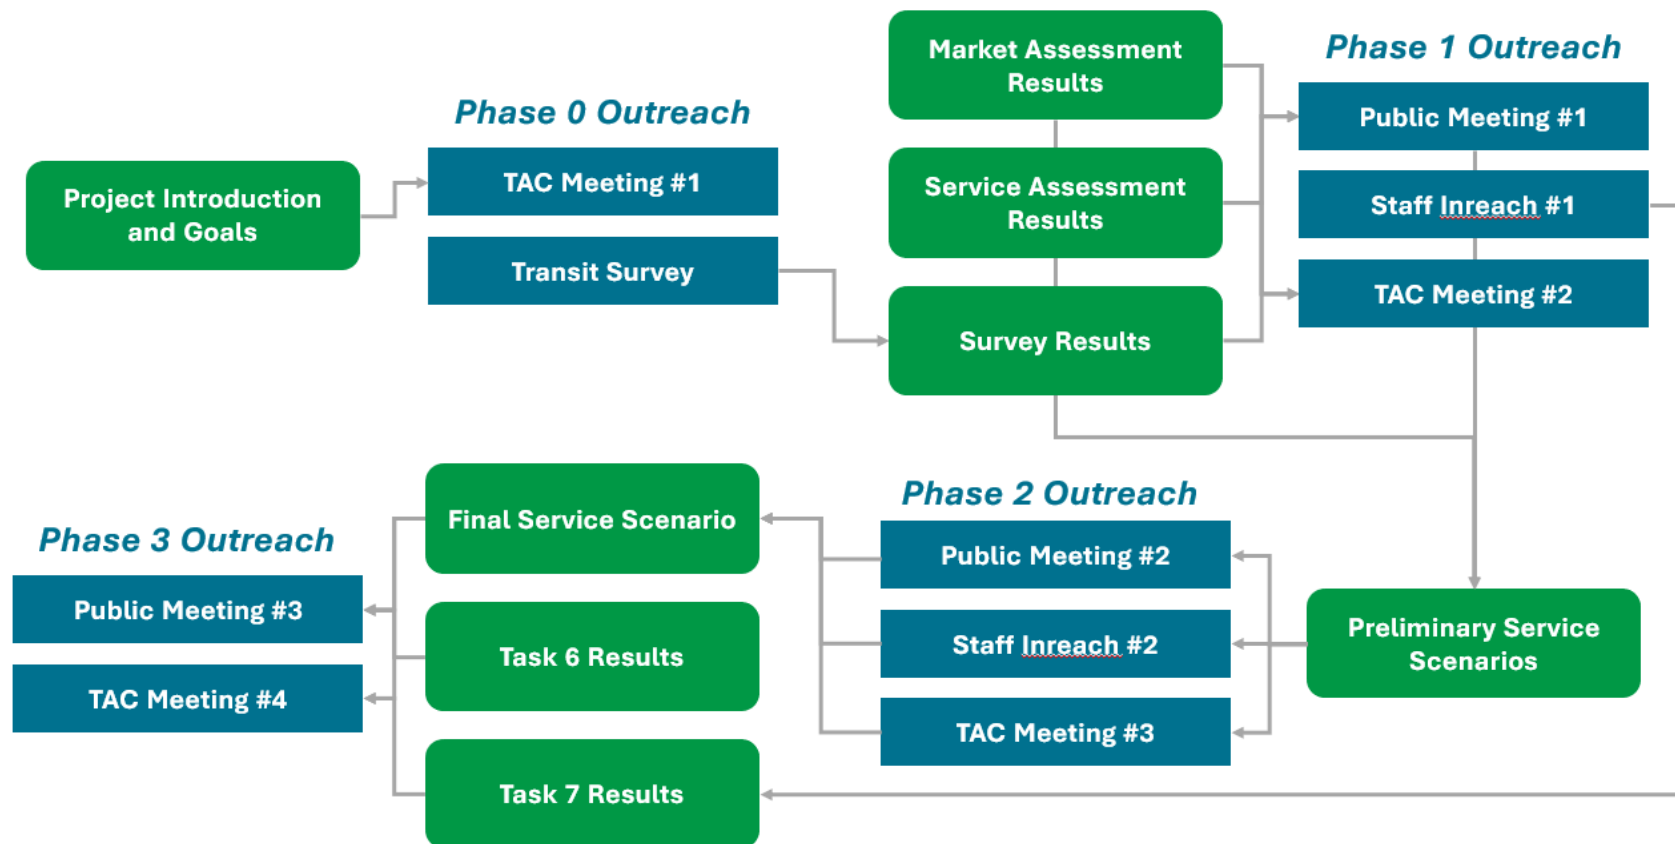 Phase 0 Outreach
Project Introduction
and Goals
TAC Meeting #1
Transit Survey
Market Assessment
Results
Service Assessment
Results
Survey Results
Phase 1 Outreach
Public Meeting #1
Staff Inreach #1
TAC Meeting #2
Preliminary Service
Scenarios
Phase 2 Outreach
Public Meeting #2
Staff Inreach #2
TAC Meeting #3
Final Service Scenario
Task 6 Results
Task 7 Results
Phase 3 Outreach
Public Meeting #3
TAC Meeting #4